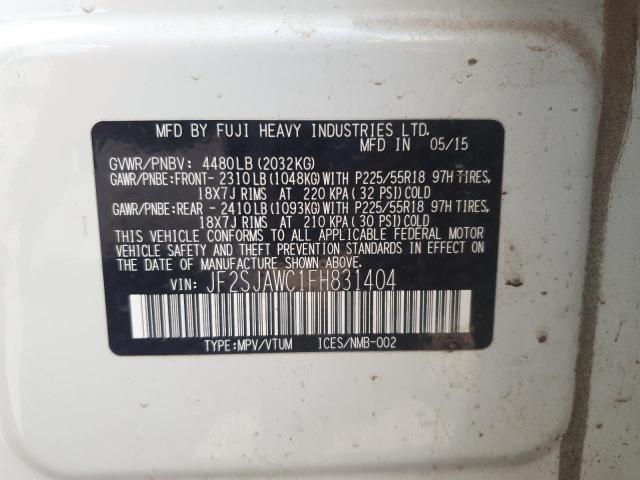 MFD BY FUJI HEAVY INDUSTRIES LTD.
MFD IN 05/15
GVWR/PNBV: 4480LB(2032KG)
GAWR/PNBE:FRONT-2310LB(1048KG)WITH P225/55R18 97H TIRES,
18X7J RIMS AT 220 KPA(32 PSI)COLD
GAWR/PNBE:REAR -2410LB(1093KG)WITH P225/55R18 97H TIRES,
18X7J RIMS AT 210 KPA(30 PSI)COLD
THIS VEHICLE CONFORMS TO ALL APPLICABLE FEDERAL MOTOR
VEHICLE SAFETY AND THEFT PREVENTION STANDARDS IN EFFECT
ON THE DATE OF MANUFACTURE SHOWN ABOVE.
VIN: JF2SJAWC1FH831404
TYPE:MPV/VTUM ICES/NMB-002